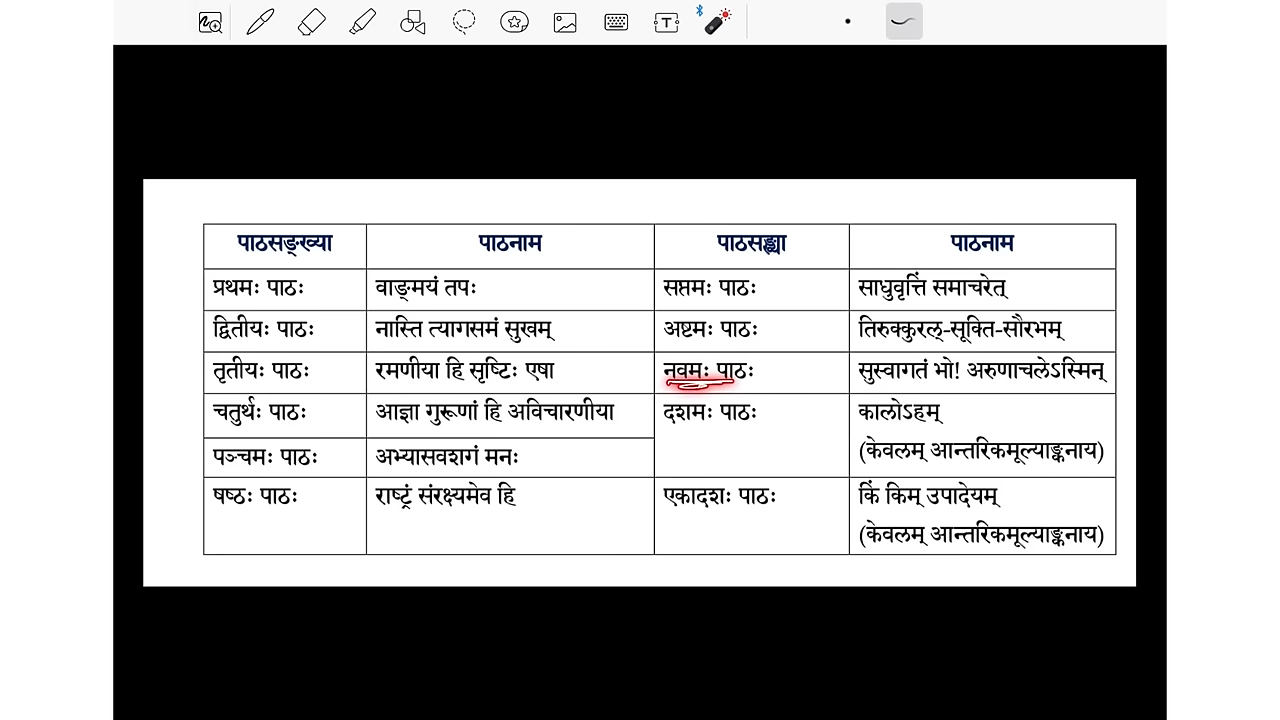 पाठसङ्ख्या पाठनाम पाठसङ्ख्या पाठनाम
प्रथमः पाठः वाङ्मयं तपः सप्तमः पाठः साधुवृत्तिं समाचरेत्
द्वितीयः पाठः नास्ति त्यागसमं सुखम् अष्टमः पाठः तिरुक्कुरल्-सूक्ति-सौरभम्
तृतीयः पाठः रमणीया हि सृष्टिः एषा नवमः पाठः सुस्वागतं भो! अरुणाचलेऽस्मिन्
चतुर्थः पाठः आज्ञा गुरूणां हि अविचारणीया दशमः पाठः कालोऽहम्
(केवलम् आन्तरिकमूल्याङ्कनाय)
पञ्चमः पाठः अभ्यासवशगं मनः
षष्ठः पाठः राष्ट्रं संरक्ष्यमेव हि एकादशः पाठः किं किम् उपादेयम्
(केवलम् आन्तरिकमूल्याङ्कनाय)